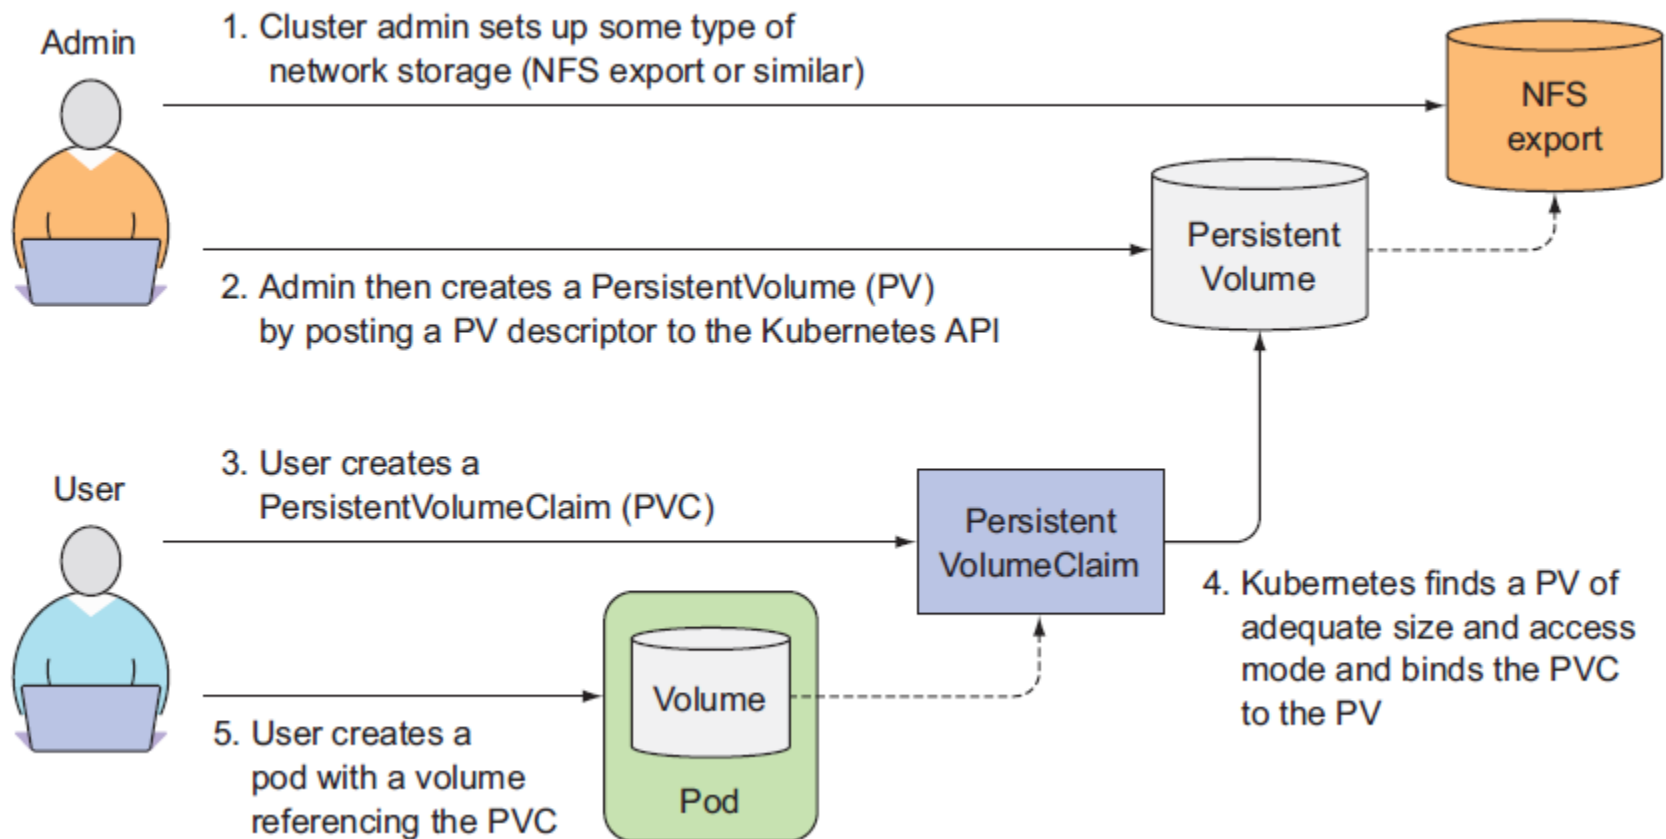 Admin
1. Cluster admin sets up some type of
network storage (NFS export or similar)
NFS
export
Persistent
Volume
2. Admin then creates a PersistentVolume (PV)
by posting a PV descriptor to the Kubernetes API
User
3. User creates a
PersistentVolumeClaim (PVC)
Persistent
VolumeClaim
4. Kubernetes finds a PV of
adequate size and access
mode and binds the PVC
to the PV
Volume
Pod
5. User creates a
pod with a volume
referencing the PVC